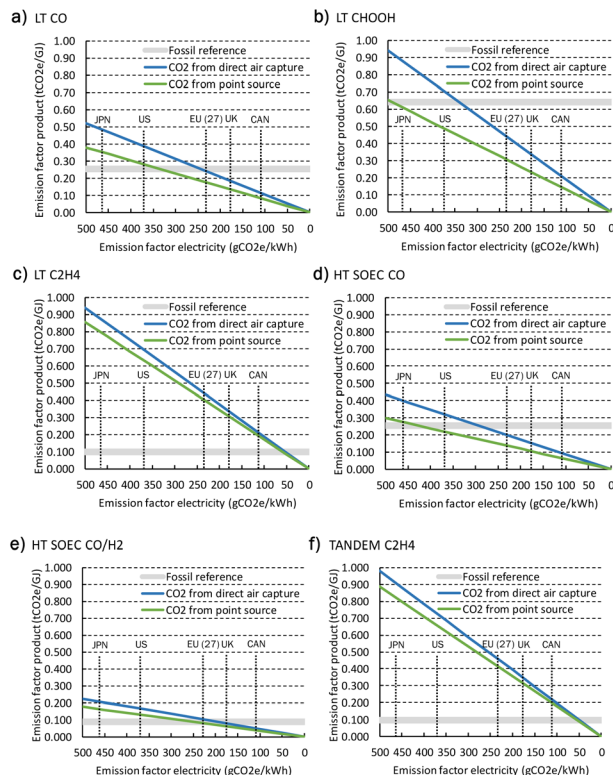 a) LT CO
Emission factor product (tCO2e/GJ)
1.00
0.90
0.80
0.70
0.60
0.50
0.40
0.30
0.20
0.10
0.00
Fossil reference
CO2 from direct air capture
CO2 from point source
JPN US EU (27) UK CAN
500 450 400 350 300 250 200 150 100 50 0
Emission factor electricity (gCO2e/kWh)
b) LT CHOOH
Emission factor product (tCO2e/GJ)
1.00
0.90
0.80
0.70
0.60
0.50
0.40
0.30
0.20
0.10
0.00
Fossil reference
CO2 from direct air capture
CO2 from point source
JPN US EU (27) UK CAN
500 450 400 350 300 250 200 150 100 50 0
Emission factor electricity (gCO2e/kWh)
c) LT C2H4
Emission factor product (tCO2e/GJ)
1.000
0.900
0.800
0.700
0.600
0.500
0.400
0.300
0.200
0.100
0.000
Fossil reference
CO2 from direct air capture
CO2 from point source
JPN US EU (27) UK CAN
500 450 400 350 300 250 200 150 100 50 0
Emission factor electricity (gCO2e/kWh)
d) HT SOEC CO
Emission factor product (tCO2e/GJ)
1.000
0.900
0.800
0.700
0.600
0.500
0.400
0.300
0.200
0.100
0.000
Fossil reference
CO2 from direct air capture
CO2 from point source
JPN US EU (27) UK CAN
500 450 400 350 300 250 200 150 100 50 0
Emission factor electricity (gCO2e/kWh)
e) HT SOEC CO/H2
Emission factor product (tCO2e/GJ)
1.000
0.900
0.800
0.700
0.600
0.500
0.400
0.300
0.200
0.100
0.000
Fossil reference
CO2 from direct air capture
CO2 from point source
JPN US EU (27) UK CAN
500 450 400 350 300 250 200 150 100 50 0
Emission factor electricity (gCO2e/kWh)
f) TANDEM C2H4
Emission factor product (tCO2e/GJ)
1.000
0.900
0.800
0.700
0.600
0.500
0.400
0.300
0.200
0.100
0.000
Fossil reference
CO2 from direct air capture
CO2 from point source
JPN US EU (27) UK CAN
500 450 400 350 300 250 200 150 100 50 0
Emission factor electricity (gCO2e/kWh)